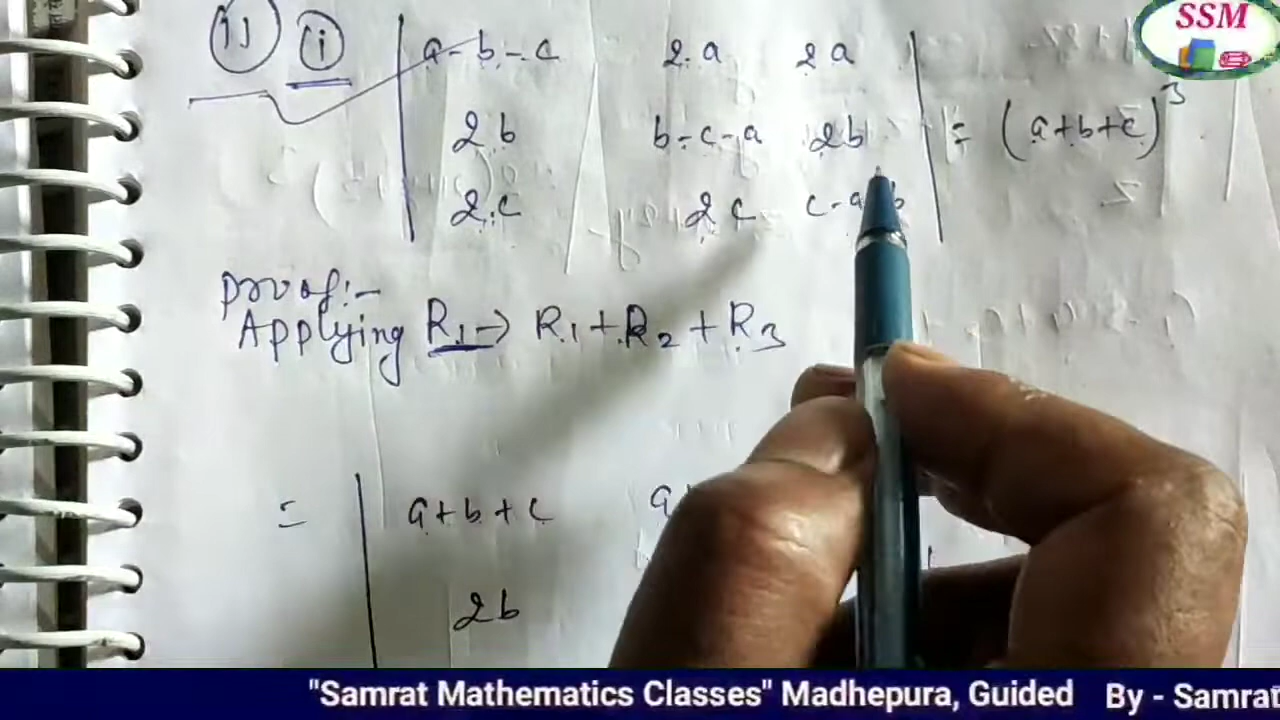 SSM
11) (i) | a-b-c 2a 2a |
| 2b b-c-a 2b | = (a+b+c)³
| 2c 2c c-a b |
Proof:-
Applying R₁→ R₁+R₂+R₃
= | a+b+c a
| 2b
"Samrat Mathematics Classes" Madhepura, Guided By - Samrat